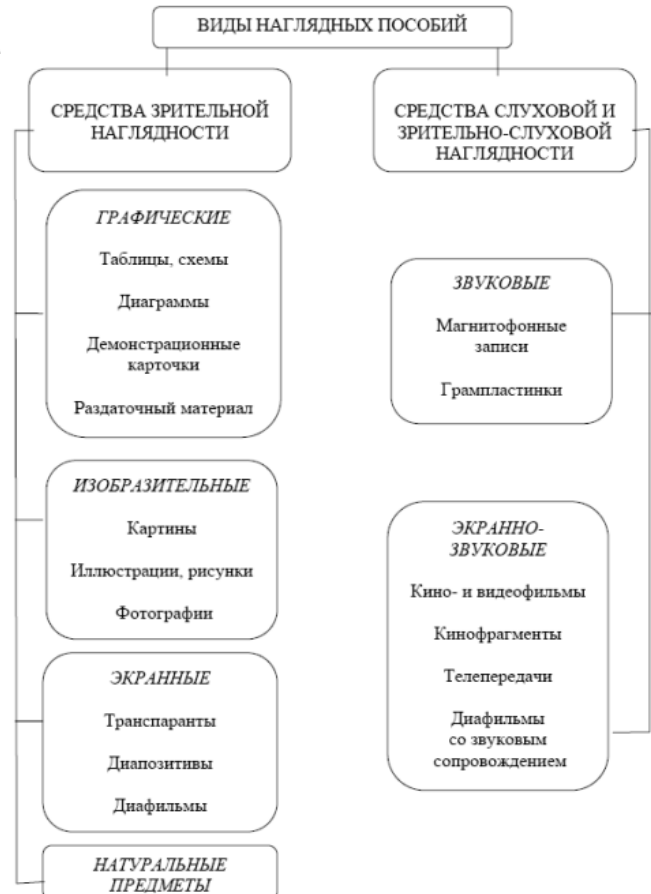 ВИДЫ НАГЛЯДНЫХ ПОСОБИЙ
СРЕДСТВА ЗРИТЕЛЬНОЙ
НАГЛЯДНОСТИ
ГРАФИЧЕСКИЕ
Таблицы, схемы
Диаграммы
Демонстрационные
карточки
Раздаточный материал
ИЗОБРАЗИТЕЛЬНЫЕ
Картины
Иллюстрации, рисунки
Фотографии
ЭКРАННЫЕ
Транспаранты
Диапозитивы
Диафильмы
НАТУРАЛЬНЫЕ
ПРЕДМЕТЫ
СРЕДСТВА СЛУХОВОЙ И
ЗРИТЕЛЬНО-СЛУХОВОЙ
НАГЛЯДНОСТИ
ЗВУКОВЫЕ
Магнитофонные
записи
Грампластинки
ЭКРАННО-
ЗВУКОВЫЕ
Кино- и видеофильмы
Кинофрагменты
Телепередачи
Диафильмы
со звуковым
сопровождением